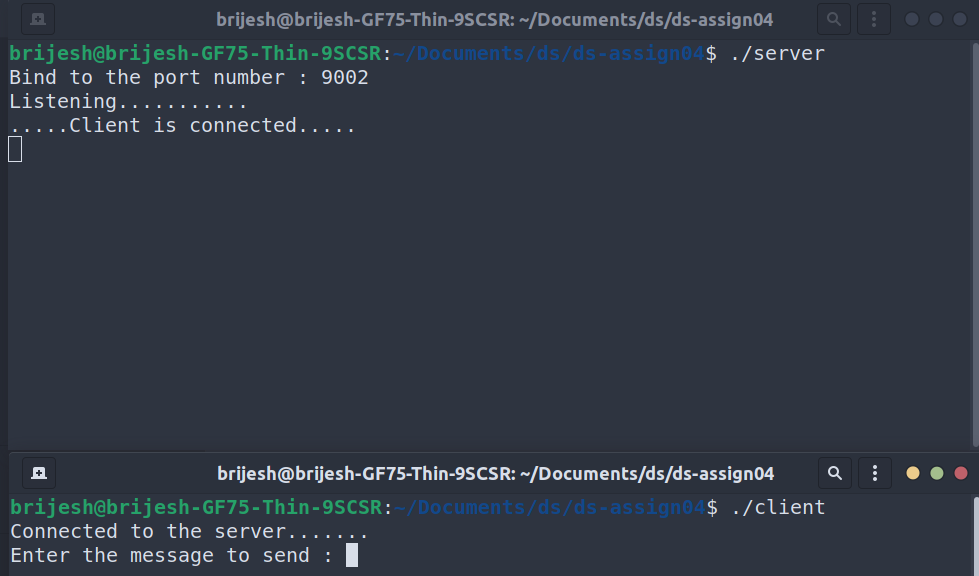 brijesh@brijesh-GF75-Thin-9SCSR: ~/Documents/ds/ds-assign04
brijesh@brijesh-GF75-Thin-9SCSR:~/Documents/ds/ds-assign04$ ./server
Bind to the port number : 9002
Listening...........
.....Client is connected.....
brijesh@brijesh-GF75-Thin-9SCSR: ~/Documents/ds/ds-assign04
brijesh@brijesh-GF75-Thin-9SCSR:~/Documents/ds/ds-assign04$ ./client
Connected to the server.......
Enter the message to send :